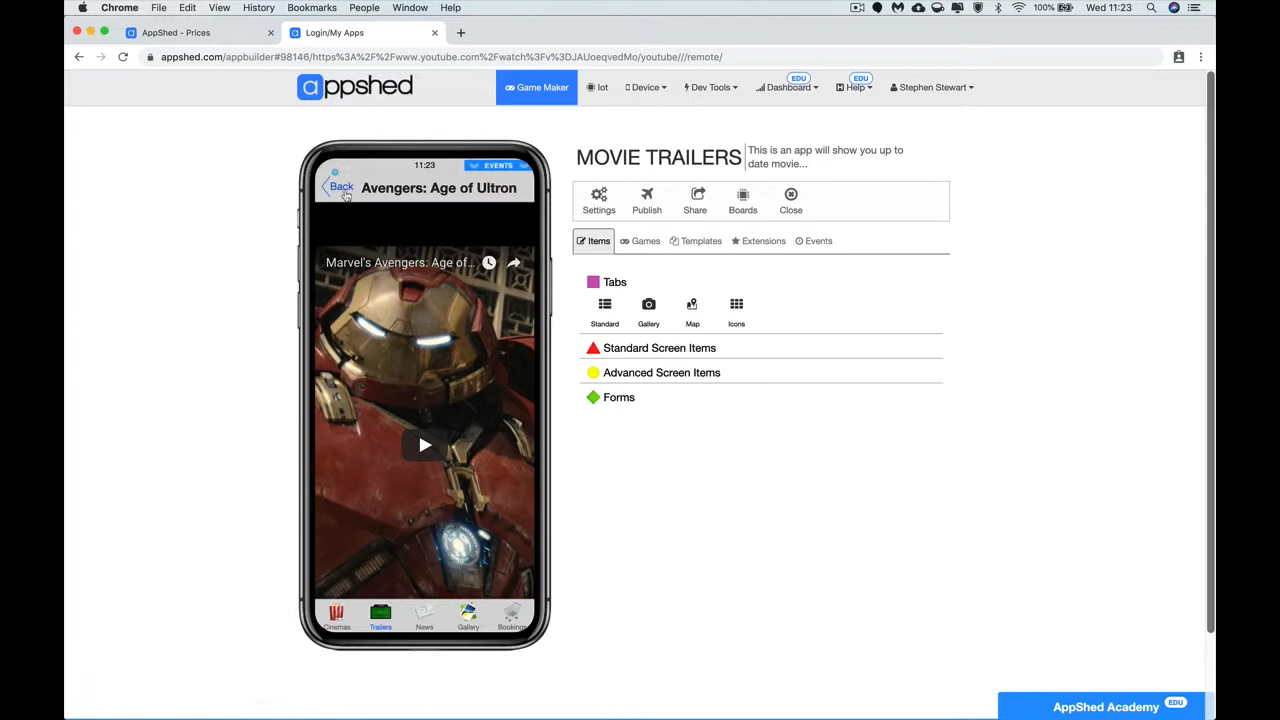 Chrome File Edit View History Bookmarks People Window Help 100% Wed 11:23
AppShed - Prices × Login/My Apps × +
appshed.com/appbuilder#98146/https%3A%2F%2Fwww.youtube.com%2Fwatch%3Fv%3DJAUoeqvedMo/youtube///remote/
appshed Game Maker Iot Device Dev Tools Dashboard EDU Help EDU Stephen Stewart
11:23 EVENTS
Back Avengers: Age of Ultron
Marvel's Avengers: Age of...
Cinemas Trailers News Gallery Bookings
MOVIE TRAILERS
This is an app will show you up to
date movie...
Settings Publish Share Boards Close
Items Games Templates Extensions Events
Tabs
Standard Gallery Map Icons
Standard Screen Items
Advanced Screen Items
Forms
AppShed Academy EDU